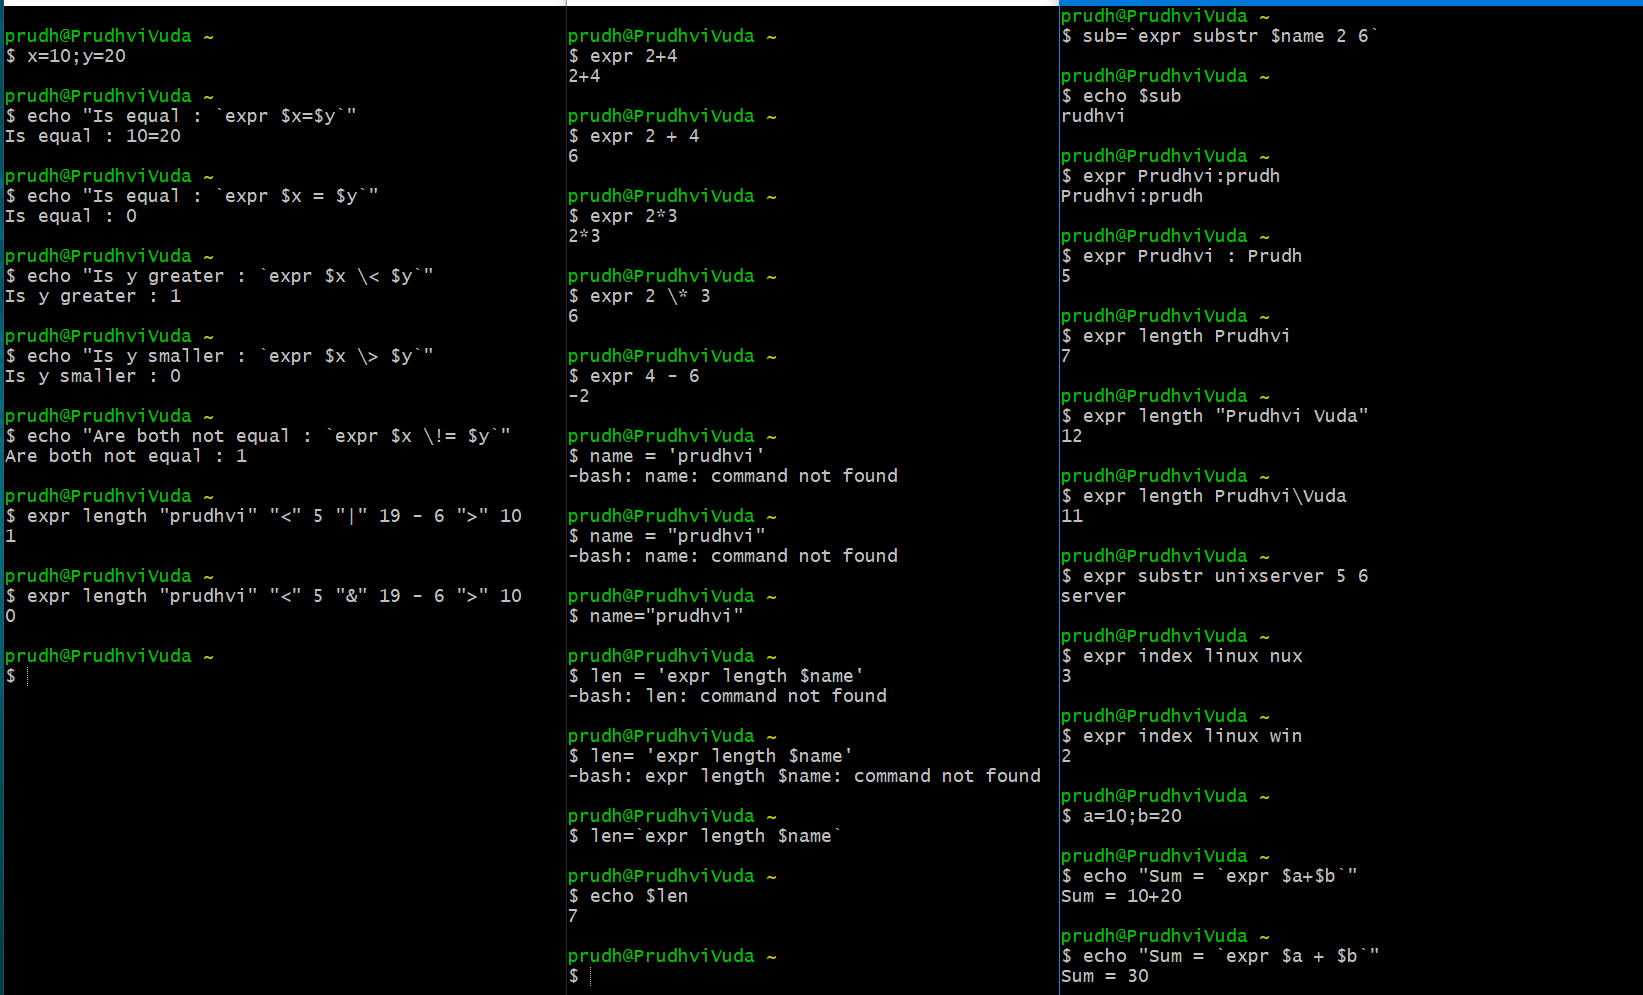 prudh@PrudhviVuda ~
$ x=10;y=20
prudh@PrudhviVuda ~
$ echo "Is equal : `expr $x=$y`"
Is equal : 10=20
prudh@PrudhviVuda ~
$ echo "Is equal : `expr $x = $y`"
Is equal : 0
prudh@PrudhviVuda ~
$ echo "Is y greater : `expr $x \< $y`"
Is y greater : 1
prudh@PrudhviVuda ~
$ echo "Is y smaller : `expr $x \> $y`"
Is y smaller : 0
prudh@PrudhviVuda ~
$ echo "Are both not equal : `expr $x \!= $y`"
Are both not equal : 1
prudh@PrudhviVuda ~
$ expr length "prudhvi" "<" 5 "|" 19 - 6 ">" 10
1
prudh@PrudhviVuda ~
$ expr length "prudhvi" "<" 5 "&" 19 - 6 ">" 10
0
prudh@PrudhviVuda ~
$
prudh@PrudhviVuda ~
$ expr 2+4
2+4
prudh@PrudhviVuda ~
$ expr 2 + 4
6
prudh@PrudhviVuda ~
$ expr 2*3
2*3
prudh@PrudhviVuda ~
$ expr 2 \* 3
6
prudh@PrudhviVuda ~
$ expr 4 - 6
-2
prudh@PrudhviVuda ~
$ name = 'prudhvi'
-bash: name: command not found
prudh@PrudhviVuda ~
$ name = "prudhvi"
-bash: name: command not found
prudh@PrudhviVuda ~
$ name="prudhvi"
prudh@PrudhviVuda ~
$ len = 'expr length $name'
-bash: len: command not found
prudh@PrudhviVuda ~
$ len= 'expr length $name'
-bash: expr length $name: command not found
prudh@PrudhviVuda ~
$ len=`expr length $name`
prudh@PrudhviVuda ~
$ echo $len
7
prudh@PrudhviVuda ~
$
prudh@PrudhviVuda ~
$ sub=`expr substr $name 2 6`
prudh@PrudhviVuda ~
$ echo $sub
rudhvi
prudh@PrudhviVuda ~
$ expr Prudhvi:prudh
Prudhvi:prudh
prudh@PrudhviVuda ~
$ expr Prudhvi : Prudh
5
prudh@PrudhviVuda ~
$ expr length Prudhvi
7
prudh@PrudhviVuda ~
$ expr length "Prudhvi Vuda"
12
prudh@PrudhviVuda ~
$ expr length Prudhvi\Vuda
11
prudh@PrudhviVuda ~
$ expr substr unixserver 5 6
server
prudh@PrudhviVuda ~
$ expr index linux nux
3
prudh@PrudhviVuda ~
$ expr index linux win
2
prudh@PrudhviVuda ~
$ a=10;b=20
prudh@PrudhviVuda ~
$ echo "Sum = `expr $a+$b`"
Sum = 10+20
prudh@PrudhviVuda ~
$ echo "Sum = `expr $a + $b`"
Sum = 30